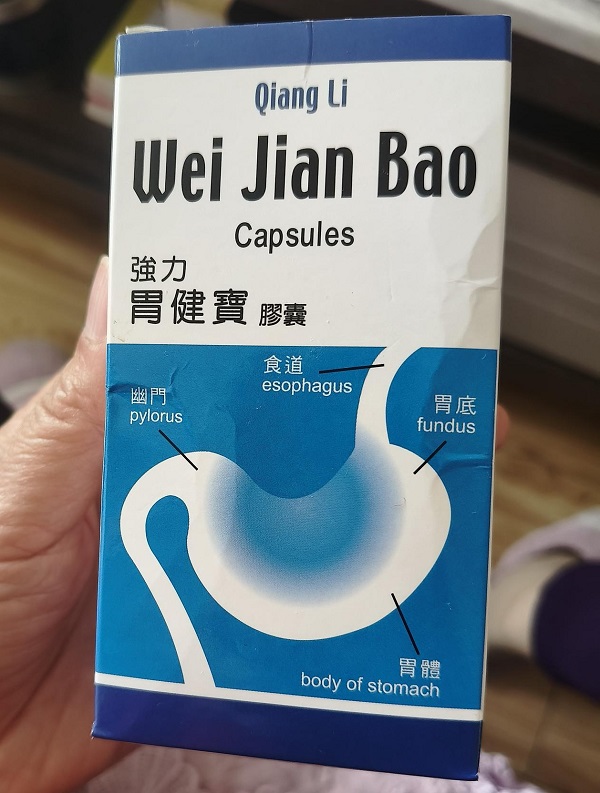 Qiang Li
Wei Jian Bao
Capsules
強力
胃健寶 膠囊
食道
esophagus
幽門
pylorus
胃底
fundus
胃體
body of stomach